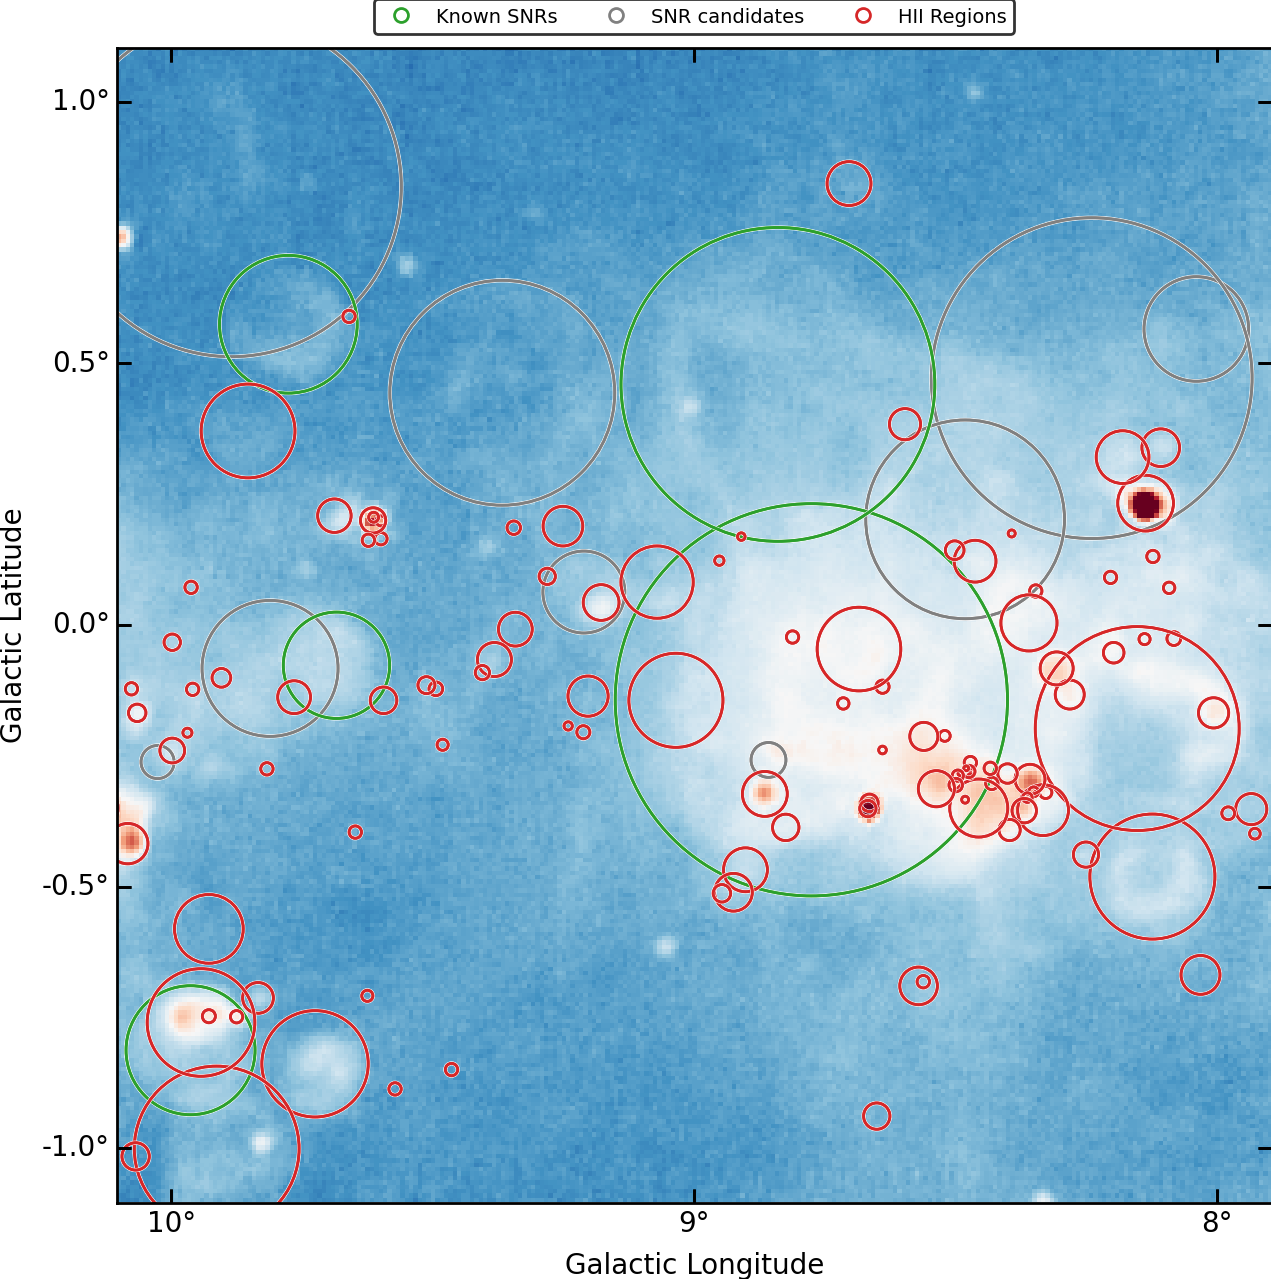 Known SNRs SNR candidates HII Regions
1.0°
0.5°
0.0°
-0.5°
-1.0°
Galactic Latitude
10° 9° 8°
Galactic Longitude